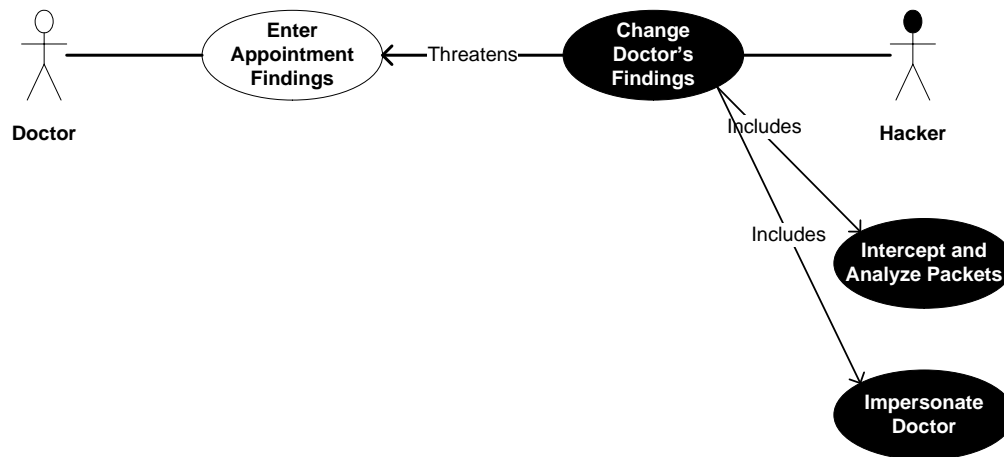 Enter
Appointment
Findings
Threatens
Change
Doctor's
Findings
Doctor
Includes
Hacker
Includes
Intercept and
Analyze Packets
Impersonate
Doctor